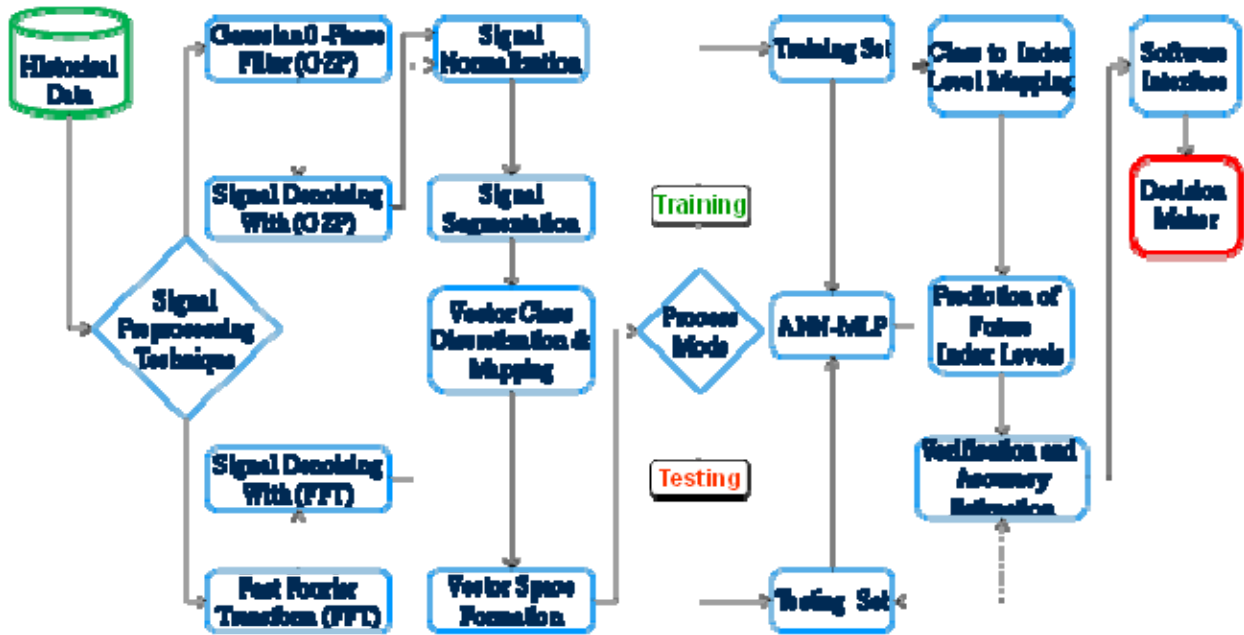 Historical
Data
Signal
Preprocessing
Technique
Gaussian 0 -Phase
Filter (G-ZP)
Signal Denoising
With (G-ZP)
Signal Denoising
With (FFT)
Fast Fourier
Transform (FFT)
Signal
Normalization
Signal
Segmentation
Vector Class
Discretization &
Mapping
Vector Space
Formation
Training
Process
Mode
Testing
Training Set
ANN-MLP
Testing Set
Class to Index
Level Mapping
Prediction of
Future
Index Levels
Verification and
Accuracy
Estimation
Software
Interface
Decision
Maker